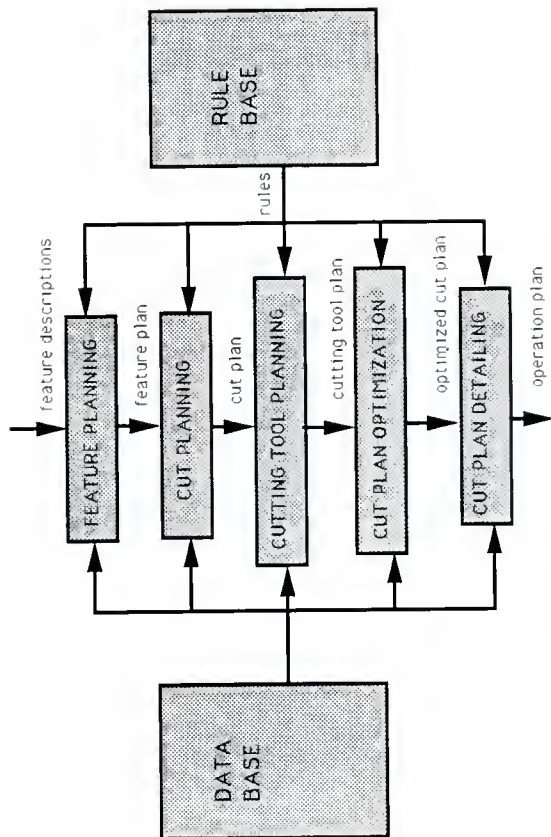 feature descriptions
FEATURE PLANNING
feature plan
CUT PLANNING
cut plan
CUTTING TOOL PLANNING
cutting tool plan
CUT PLAN OPTIMIZATION
optimized cut plan
CUT PLAN DETAILING
operation plan
DATA
BASE
rules
RULE
BASE